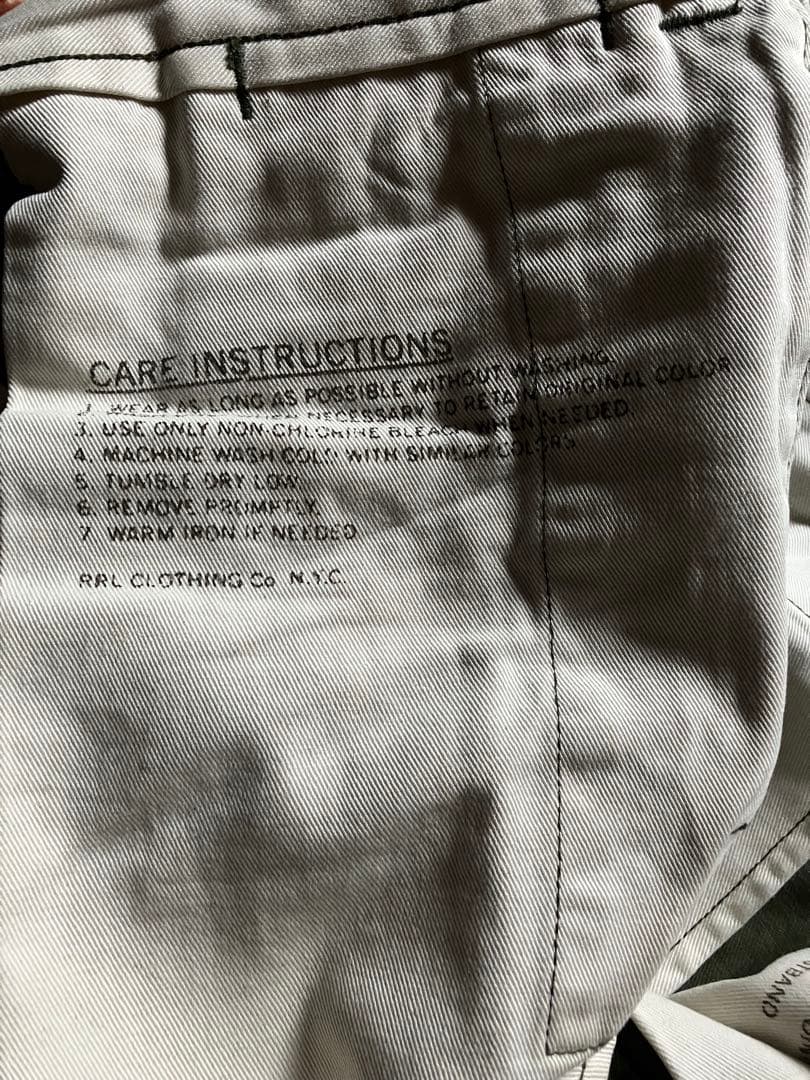 CARE INSTRUCTIONS
1. WEAR AS LONG AS POSSIBLE WITHOUT WASHING.
NECESSARY TO RETAIN ORIGINAL COLOR
3. USE ONLY NON-CHLORINE BLEACH WHEN NEEDED
4. MACHINE WASH COLD WITH SIMILAR COLORS
5. TUMBLE DRY LOW.
6. REMOVE PROMPTLY.
7. WARM IRON IF NEEDED
RRL CLOTHING Co. N.Y.C.